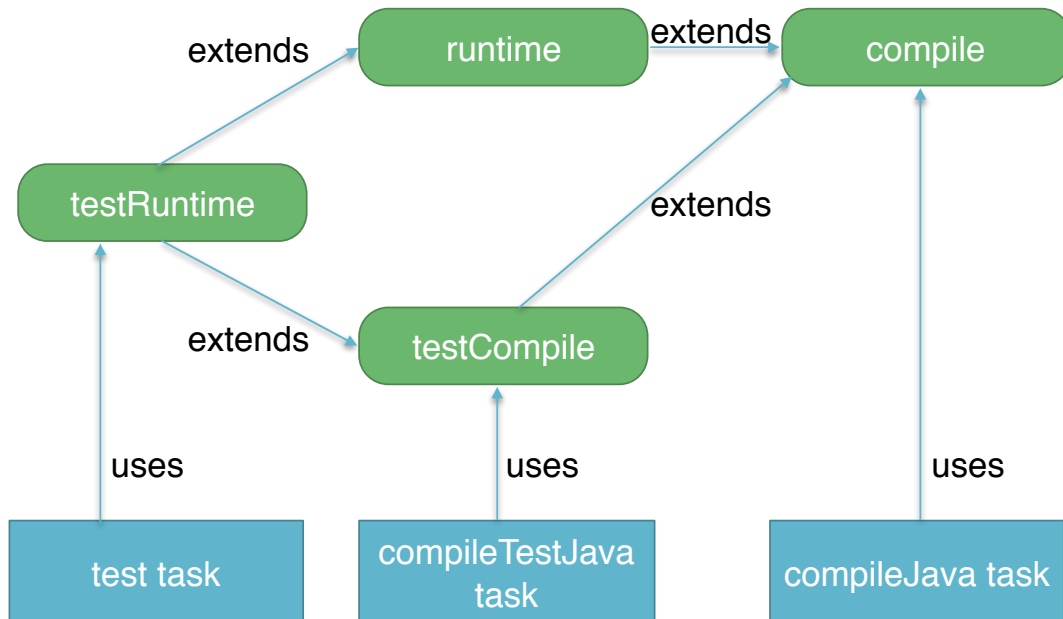 extends
runtime
extends
compile
testRuntime
extends
extends
testCompile
uses
uses
uses
test task
compileTestJava
task
compileJava task